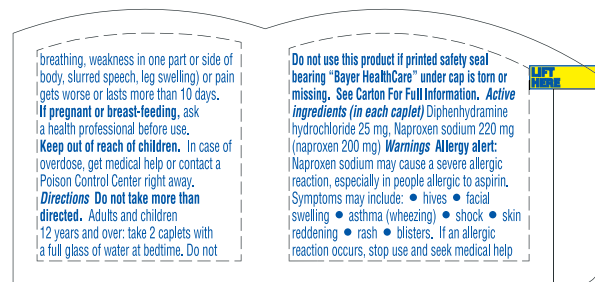 breathing, weakness in one part or side of
body, slurred speech, leg swelling) or pain
gets worse or lasts more than 10 days.
If pregnant or breast-feeding, ask
a health professional before use.
Keep out of reach of children. In case of
overdose, get medical help or contact a
Poison Control Center right away.
Directions Do not take more than
directed. Adults and children
12 years and over: take 2 caplets with
a full glass of water at bedtime. Do not
Do not use this product if printed safety seal
bearing “Bayer HealthCare” under cap is torn or
missing. See Carton For Full Information. Active
ingredients (in each caplet) Diphenhydramine
hydrochloride 25 mg, Naproxen sodium 220 mg
(naproxen 200 mg) Warnings Allergy alert:
Naproxen sodium may cause a severe allergic
reaction, especially in people allergic to aspirin.
Symptoms may include: ● hives ● facial
swelling ● asthma (wheezing) ● shock ● skin
reddening ● rash ● blisters. If an allergic
reaction occurs, stop use and seek medical help
LIFT
HERE